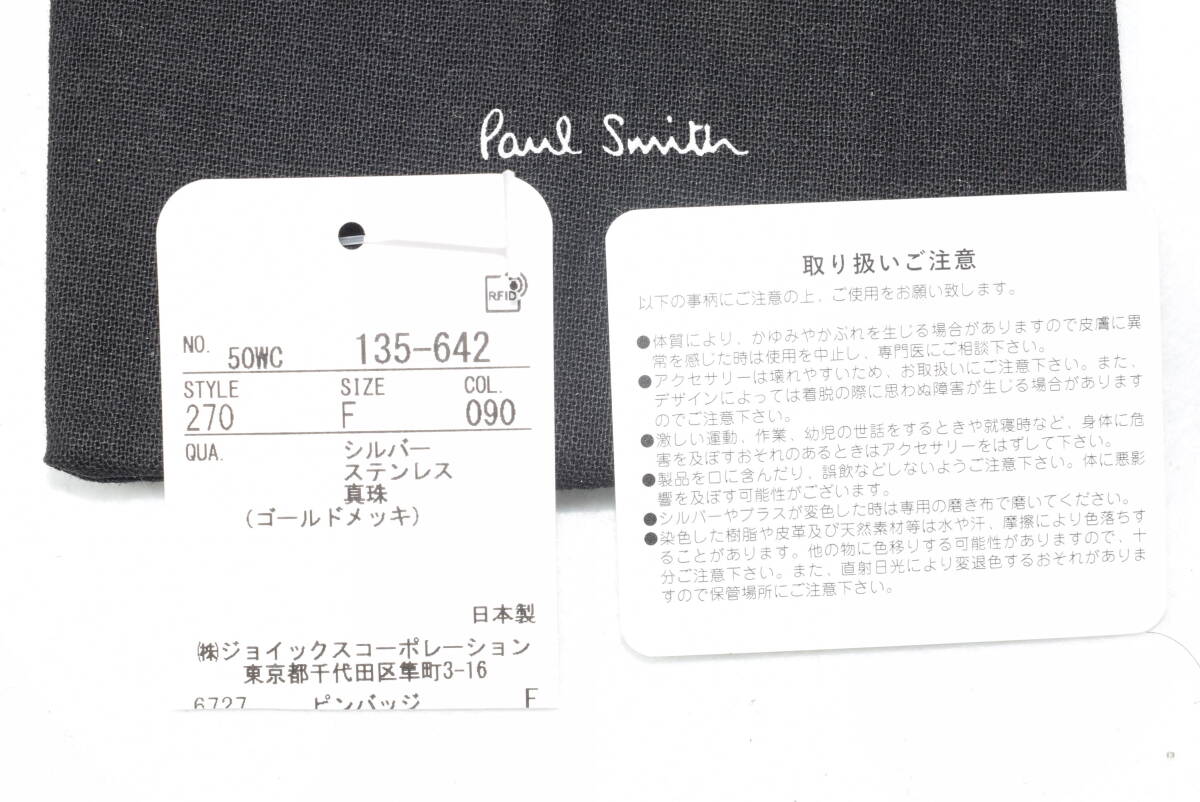 Paul Smith
RFID
NO. 50WC 135-642
STYLE SIZE COL.
270 F 090
QUA. シルバー
ステンレス
真珠
(ゴールドメッキ)
日本製
㈱ジョイックスコーポレーション
東京都千代田区隼町3-16
6727 ピンバッジ F
取り扱いご注意
以下の事柄にご注意の上、ご使用をお願い致します。
●体質により、かゆみやかぶれを生じる場合がありますので皮膚に異
常を感じた時は使用を中止し、専門医にご相談下さい。
●アクセサリーは壊れやすいため、お取扱いにご注意下さい。また、
デザインによっては着脱の際に思わぬ障害が生じる場合があります
のでご注意下さい。
●激しい運動、作業、幼児の世話をするときや就寝時など、身体に危
害を及ぼすおそれのあるときはアクセサリーをはずして下さい。
●製品を口に含んだり、誤飲などしないようご注意下さい。体に悪影
響を及ぼす可能性がございます。
●シルバーやブラスが変色した時は専用の磨き布で磨いてください。
●染色した樹脂や皮革及び天然素材等は水や汗、摩擦により色落ちす
ることがあります。他の物に色移りする可能性がありますので、十
分ご注意下さい。また、直射日光により変退色するおそれがありま
すので保管場所にご注意下さい。